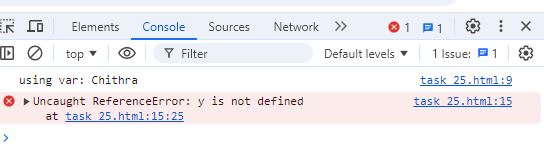 Elements Console Sources Network » 1 1
top Filter Default levels 1 Issue: 1
using var: Chithra task 25.html:9
Uncaught ReferenceError: y is not defined task 25.html:15
at task 25.html:15:25